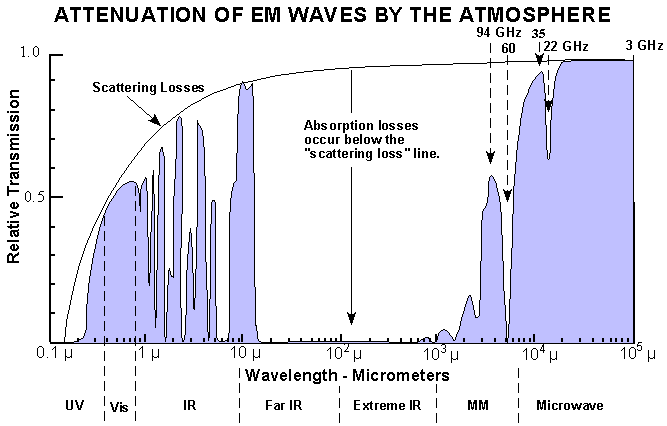 ATTENUATION OF EM WAVES BY THE ATMOSPHERE
94 GHz 35
60 22 GHz 3 GHz
1.0
Scattering Losses
Absorption losses
occur below the
"scattering loss" line.
Relative Transmission
0.5
0.0
0.1 µ 1 µ 10 µ 10² µ 10³ µ 10⁴ µ 10⁵ µ
Wavelength - Micrometers
UV Vis IR Far IR Extreme IR MM Microwave